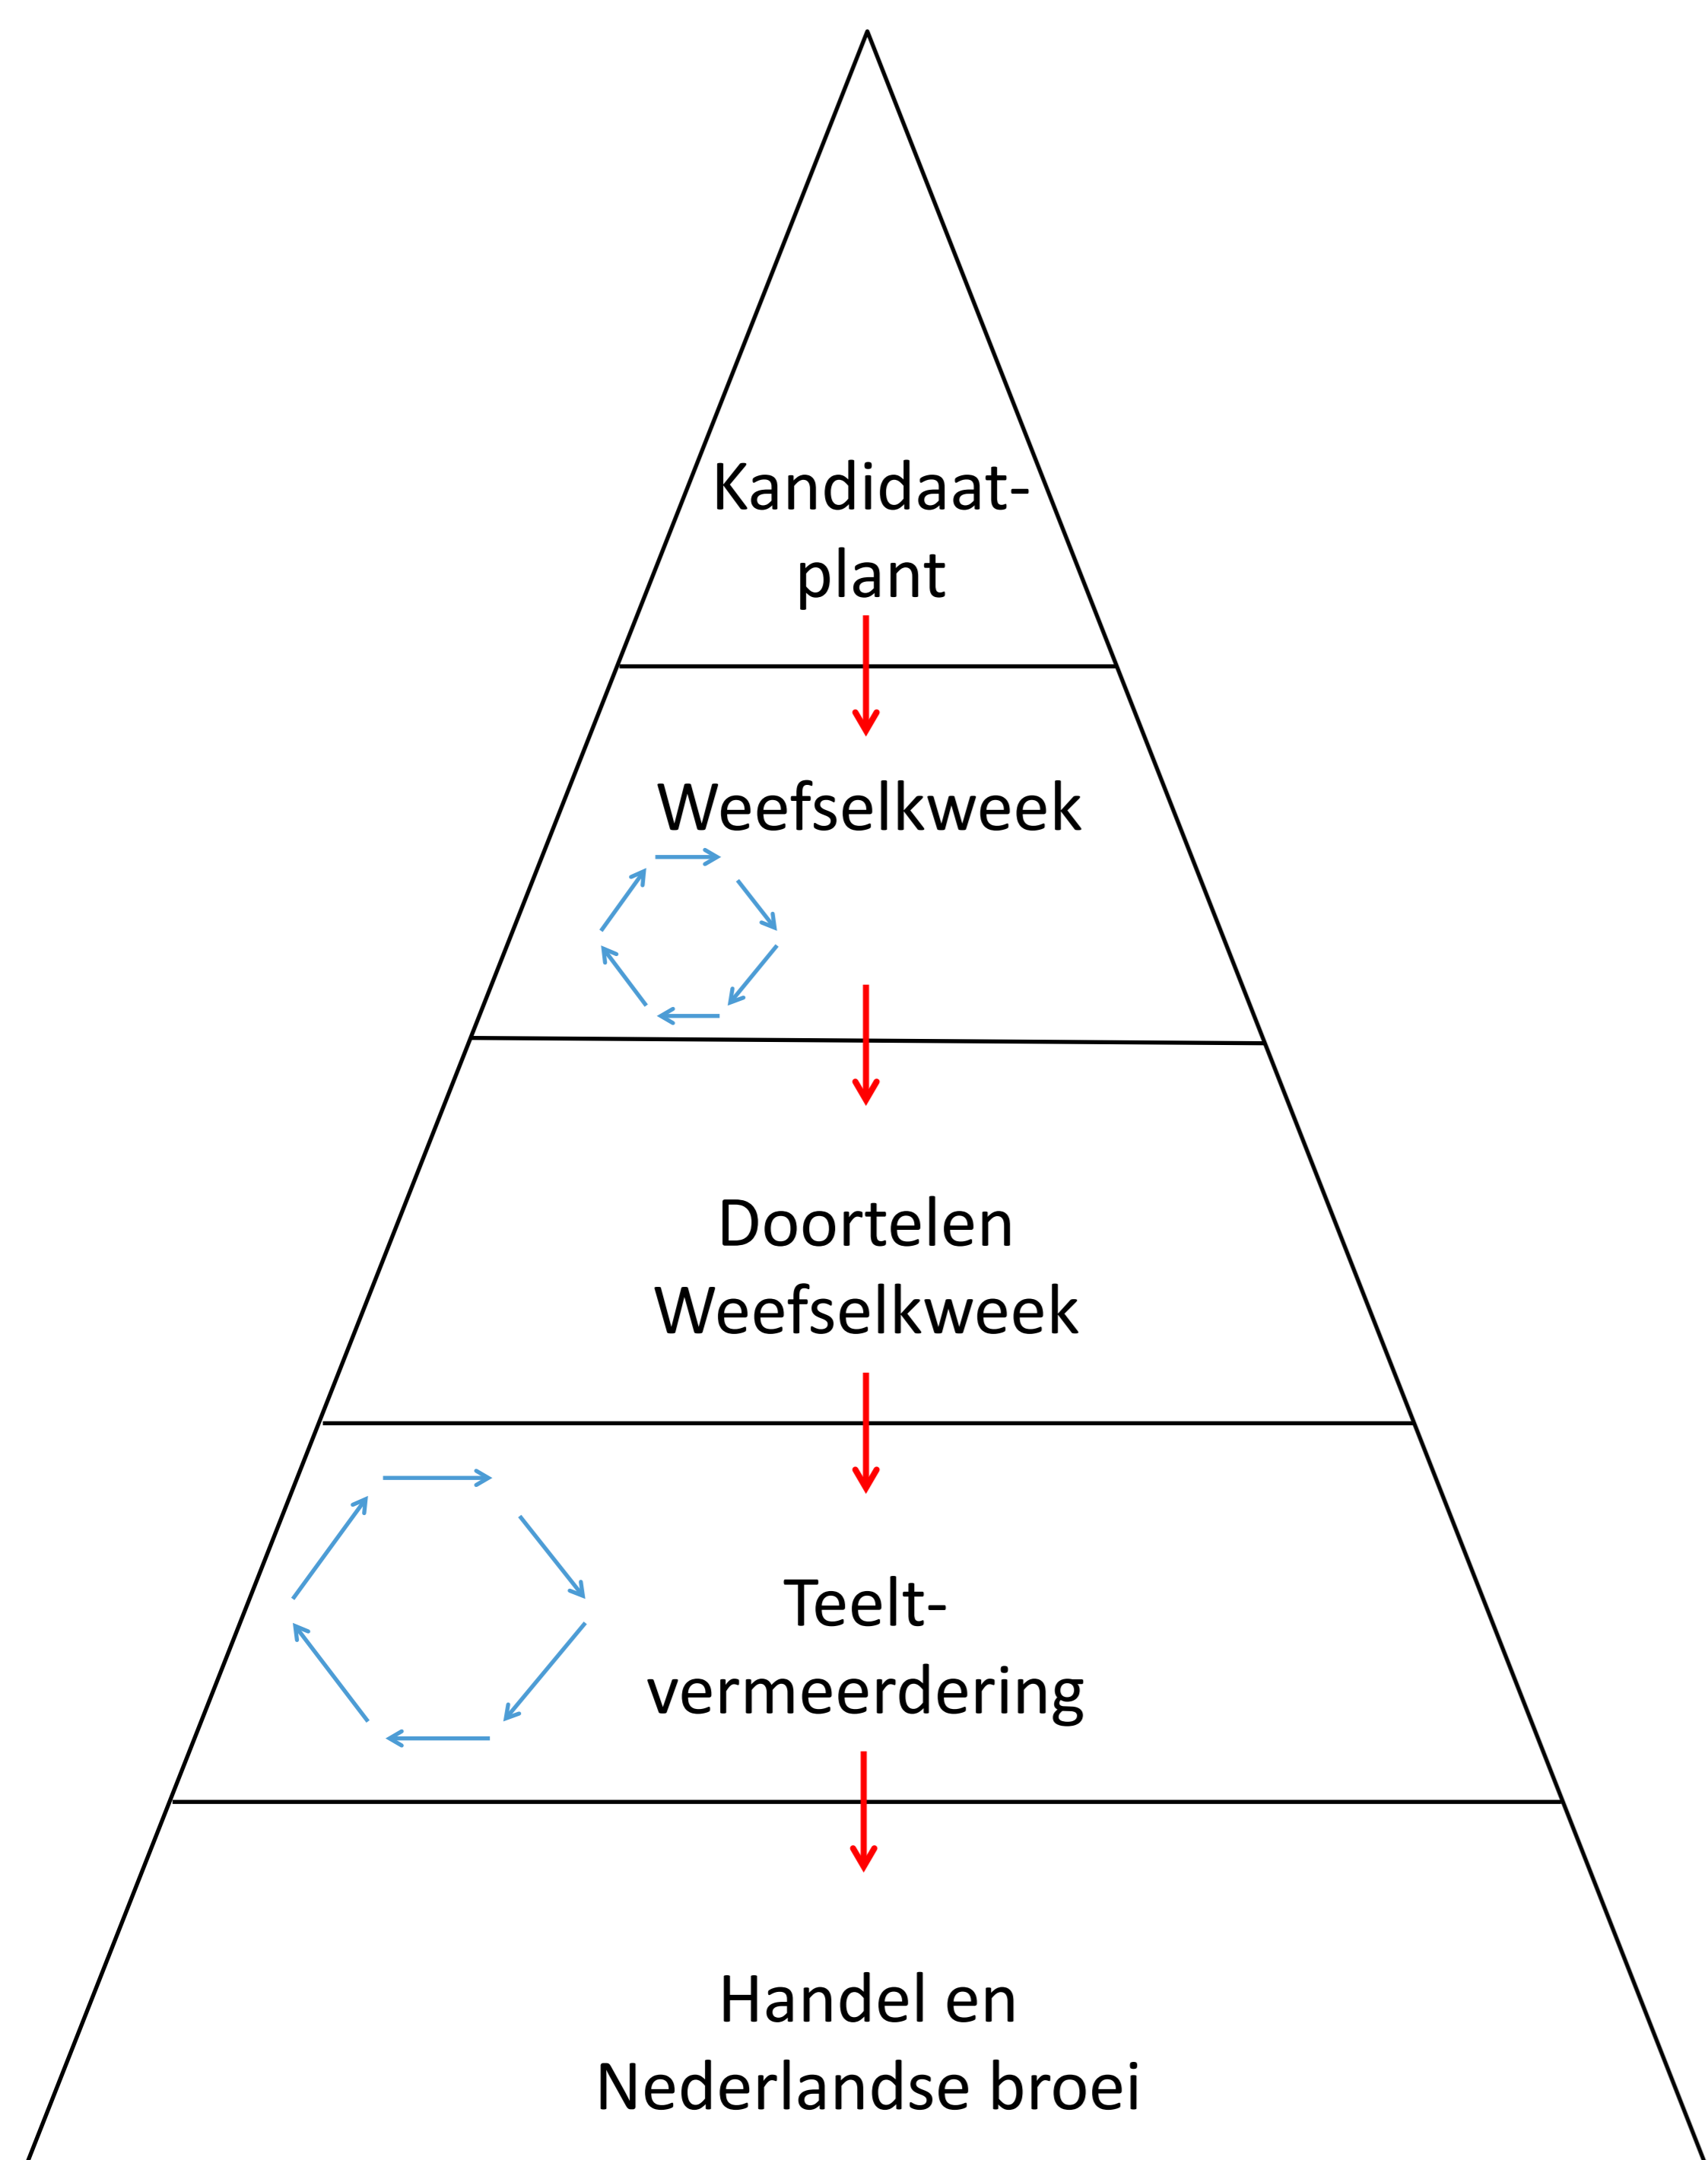 Kandidaat-
plant
Weefselkweek
Doortelen
Weefselkweek
Teelt-
vermeerdering
Handel en
Nederlandse broei